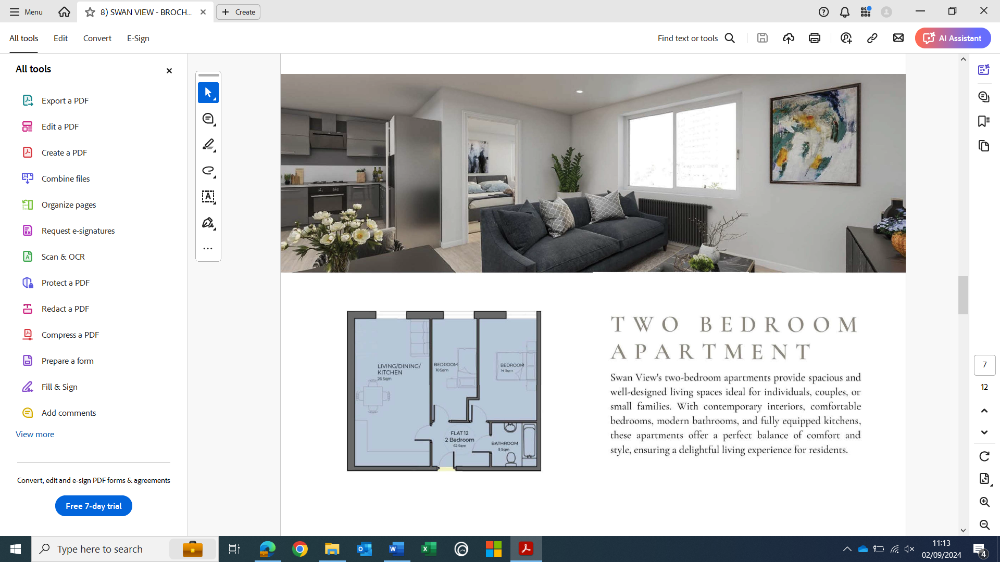 Menu
8) SWAN VIEW - BROCH...
Create
All tools
Edit
Convert
E-Sign
Find text or tools
AI Assistant
All tools
Export a PDF
Edit a PDF
Create a PDF
Combine files
Organize pages
Request e-signatures
Scan & OCR
Protect a PDF
Redact a PDF
Compress a PDF
Prepare a form
Fill & Sign
Add comments
View more
Convert, edit and e-sign PDF forms & agreements
Free 7-day trial
LIVING/DINING/
KITCHEN
26 Sqm
BEDROOM
10Sqm
BEDROOM
14 Sqm
FLAT 12
2 Bedroom
62 Sqm
BATHROOM
5 Sqm
TWO BEDROOM
APARTMENT
Swan View's two-bedroom apartments provide spacious and
well-designed living spaces ideal for individuals, couples, or
small families. With contemporary interiors, comfortable
bedrooms, modern bathrooms, and fully equipped kitchens,
these apartments offer a perfect balance of comfort and
style, ensuring a delightful living experience for residents.
7
12
Type here to search
11:13
02/09/2024
4